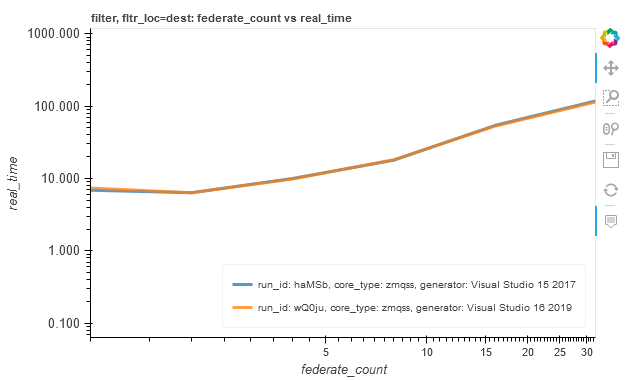 filter, fltr_loc=dest: federate_count vs real_time
1000.000
100.000
10.000
1.000
0.100
real_time
run_id: haMSb, core_type: zmqss, generator: Visual Studio 15 2017
run_id: wQ0ju, core_type: zmqss, generator: Visual Studio 16 2019
5 10 15 20 25 30
federate_count